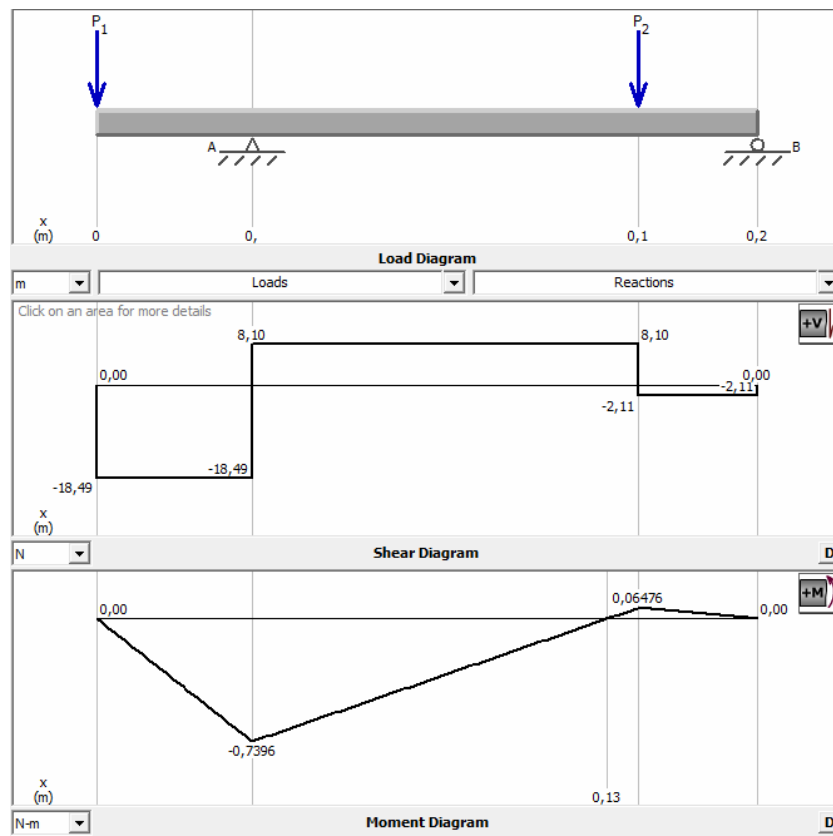 P1 P2
A B
x
(m) 0 0, 0,1 0,2
Load Diagram
m Loads Reactions
Click on an area for more details
+V
8,10 8,10
0,00 0,00
-2,11
-2,11
-18,49
-18,49
x
(m)
N Shear Diagram D
+M
0,06476
0,00 0,00
-0,7396
x
(m) 0,13
N-m Moment Diagram D